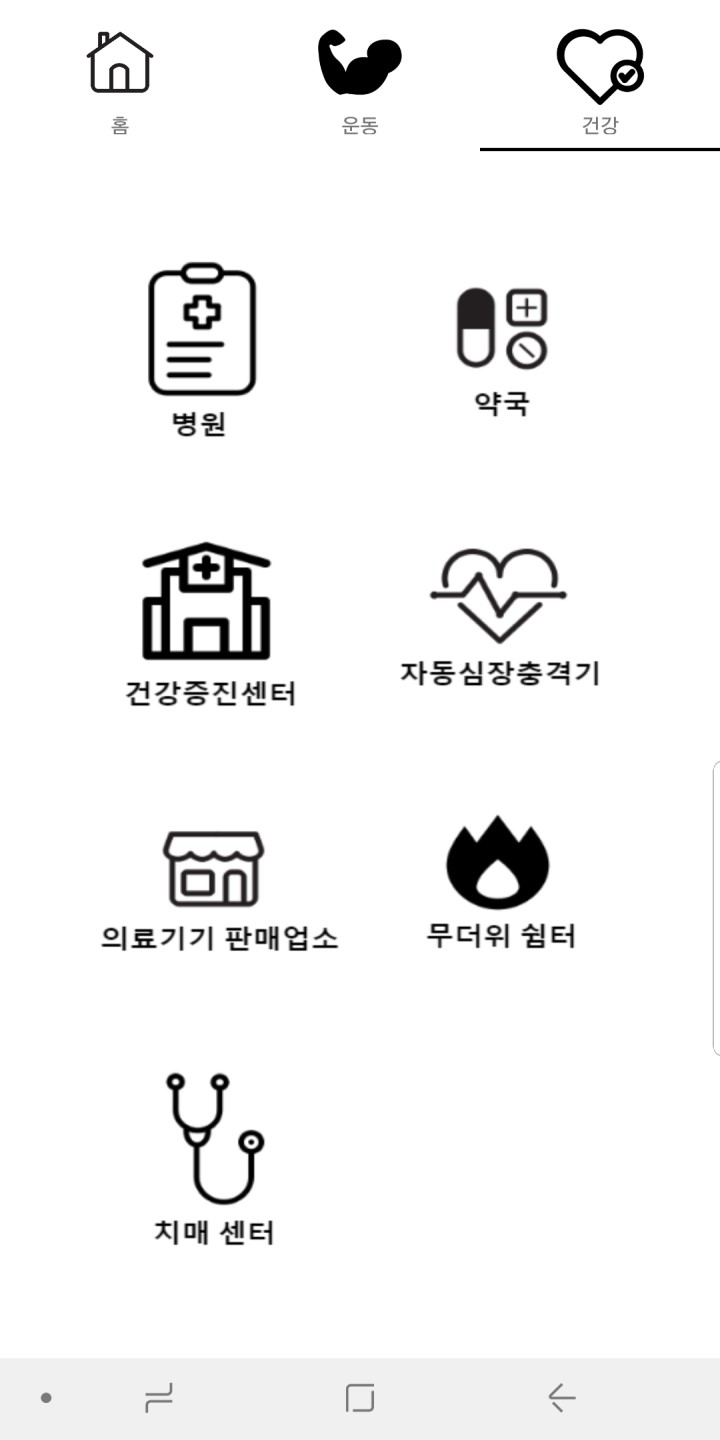 홈
운동
건강
병원
약국
건강증진센터
자동심장충격기
의료기기 판매업소
무더위 쉼터
치매 센터